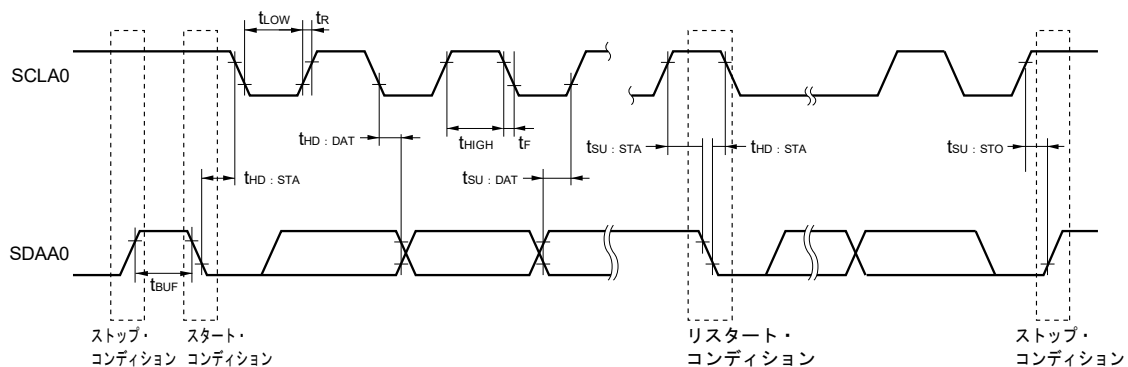 tLOW
tR
SCLA0
tHD : DAT
tHIGH
tF
tSU : STA
tHD : STA
tSU : STO
tHD : STA
tSU : DAT
SDAA0
tBUF
ストップ・
コンディション
スタート・
コンディション
リスタート・
コンディション
ストップ・
コンディション